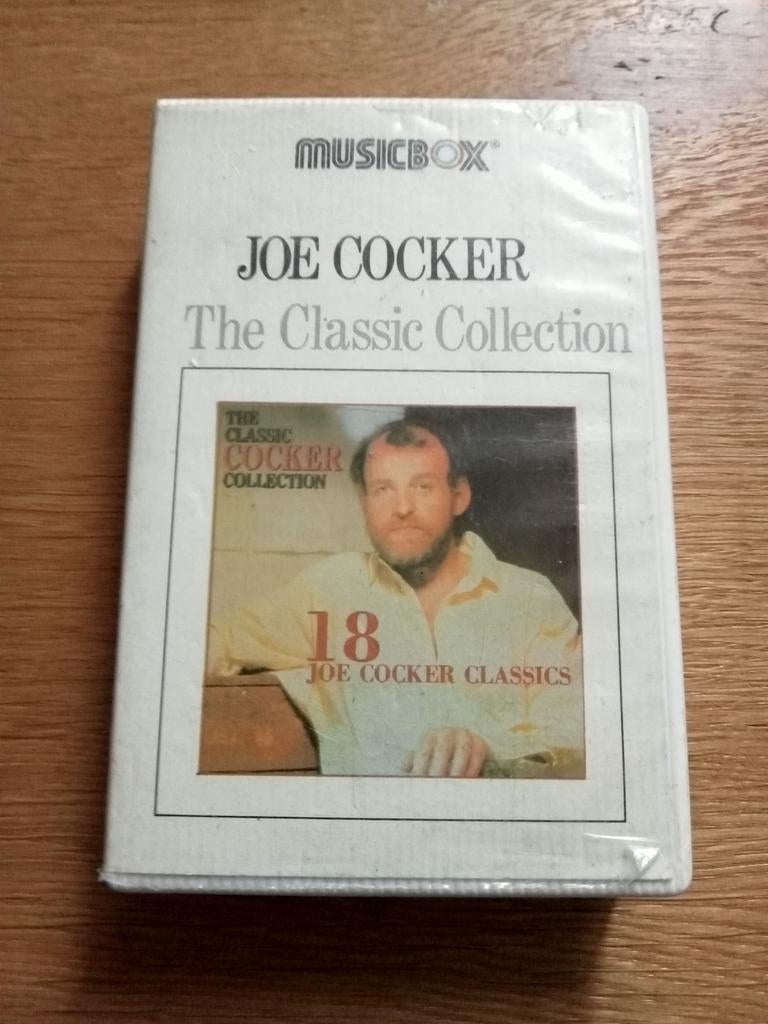 MUSICBOX®
JOE COCKER
The Classic Collection
THE
CLASSIC
COCKER
COLLECTION
18
JOE COCKER CLASSICS